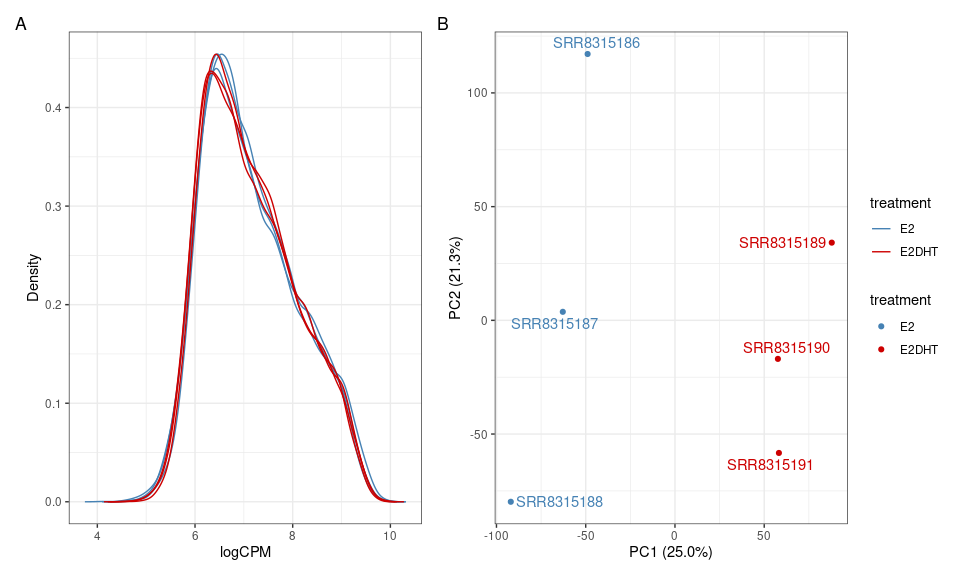 A
Density
0.4
0.3
0.2
0.1
0.0
4
6
8
10
logCPM
B
PC2 (21.3%)
100
50
0
-50
-100
-50
0
50
PC1 (25.0%)
SRR8315186
SRR8315189
SRR8315187
SRR8315190
SRR8315191
SRR8315188
treatment
E2
E2DHT
treatment
E2
E2DHT